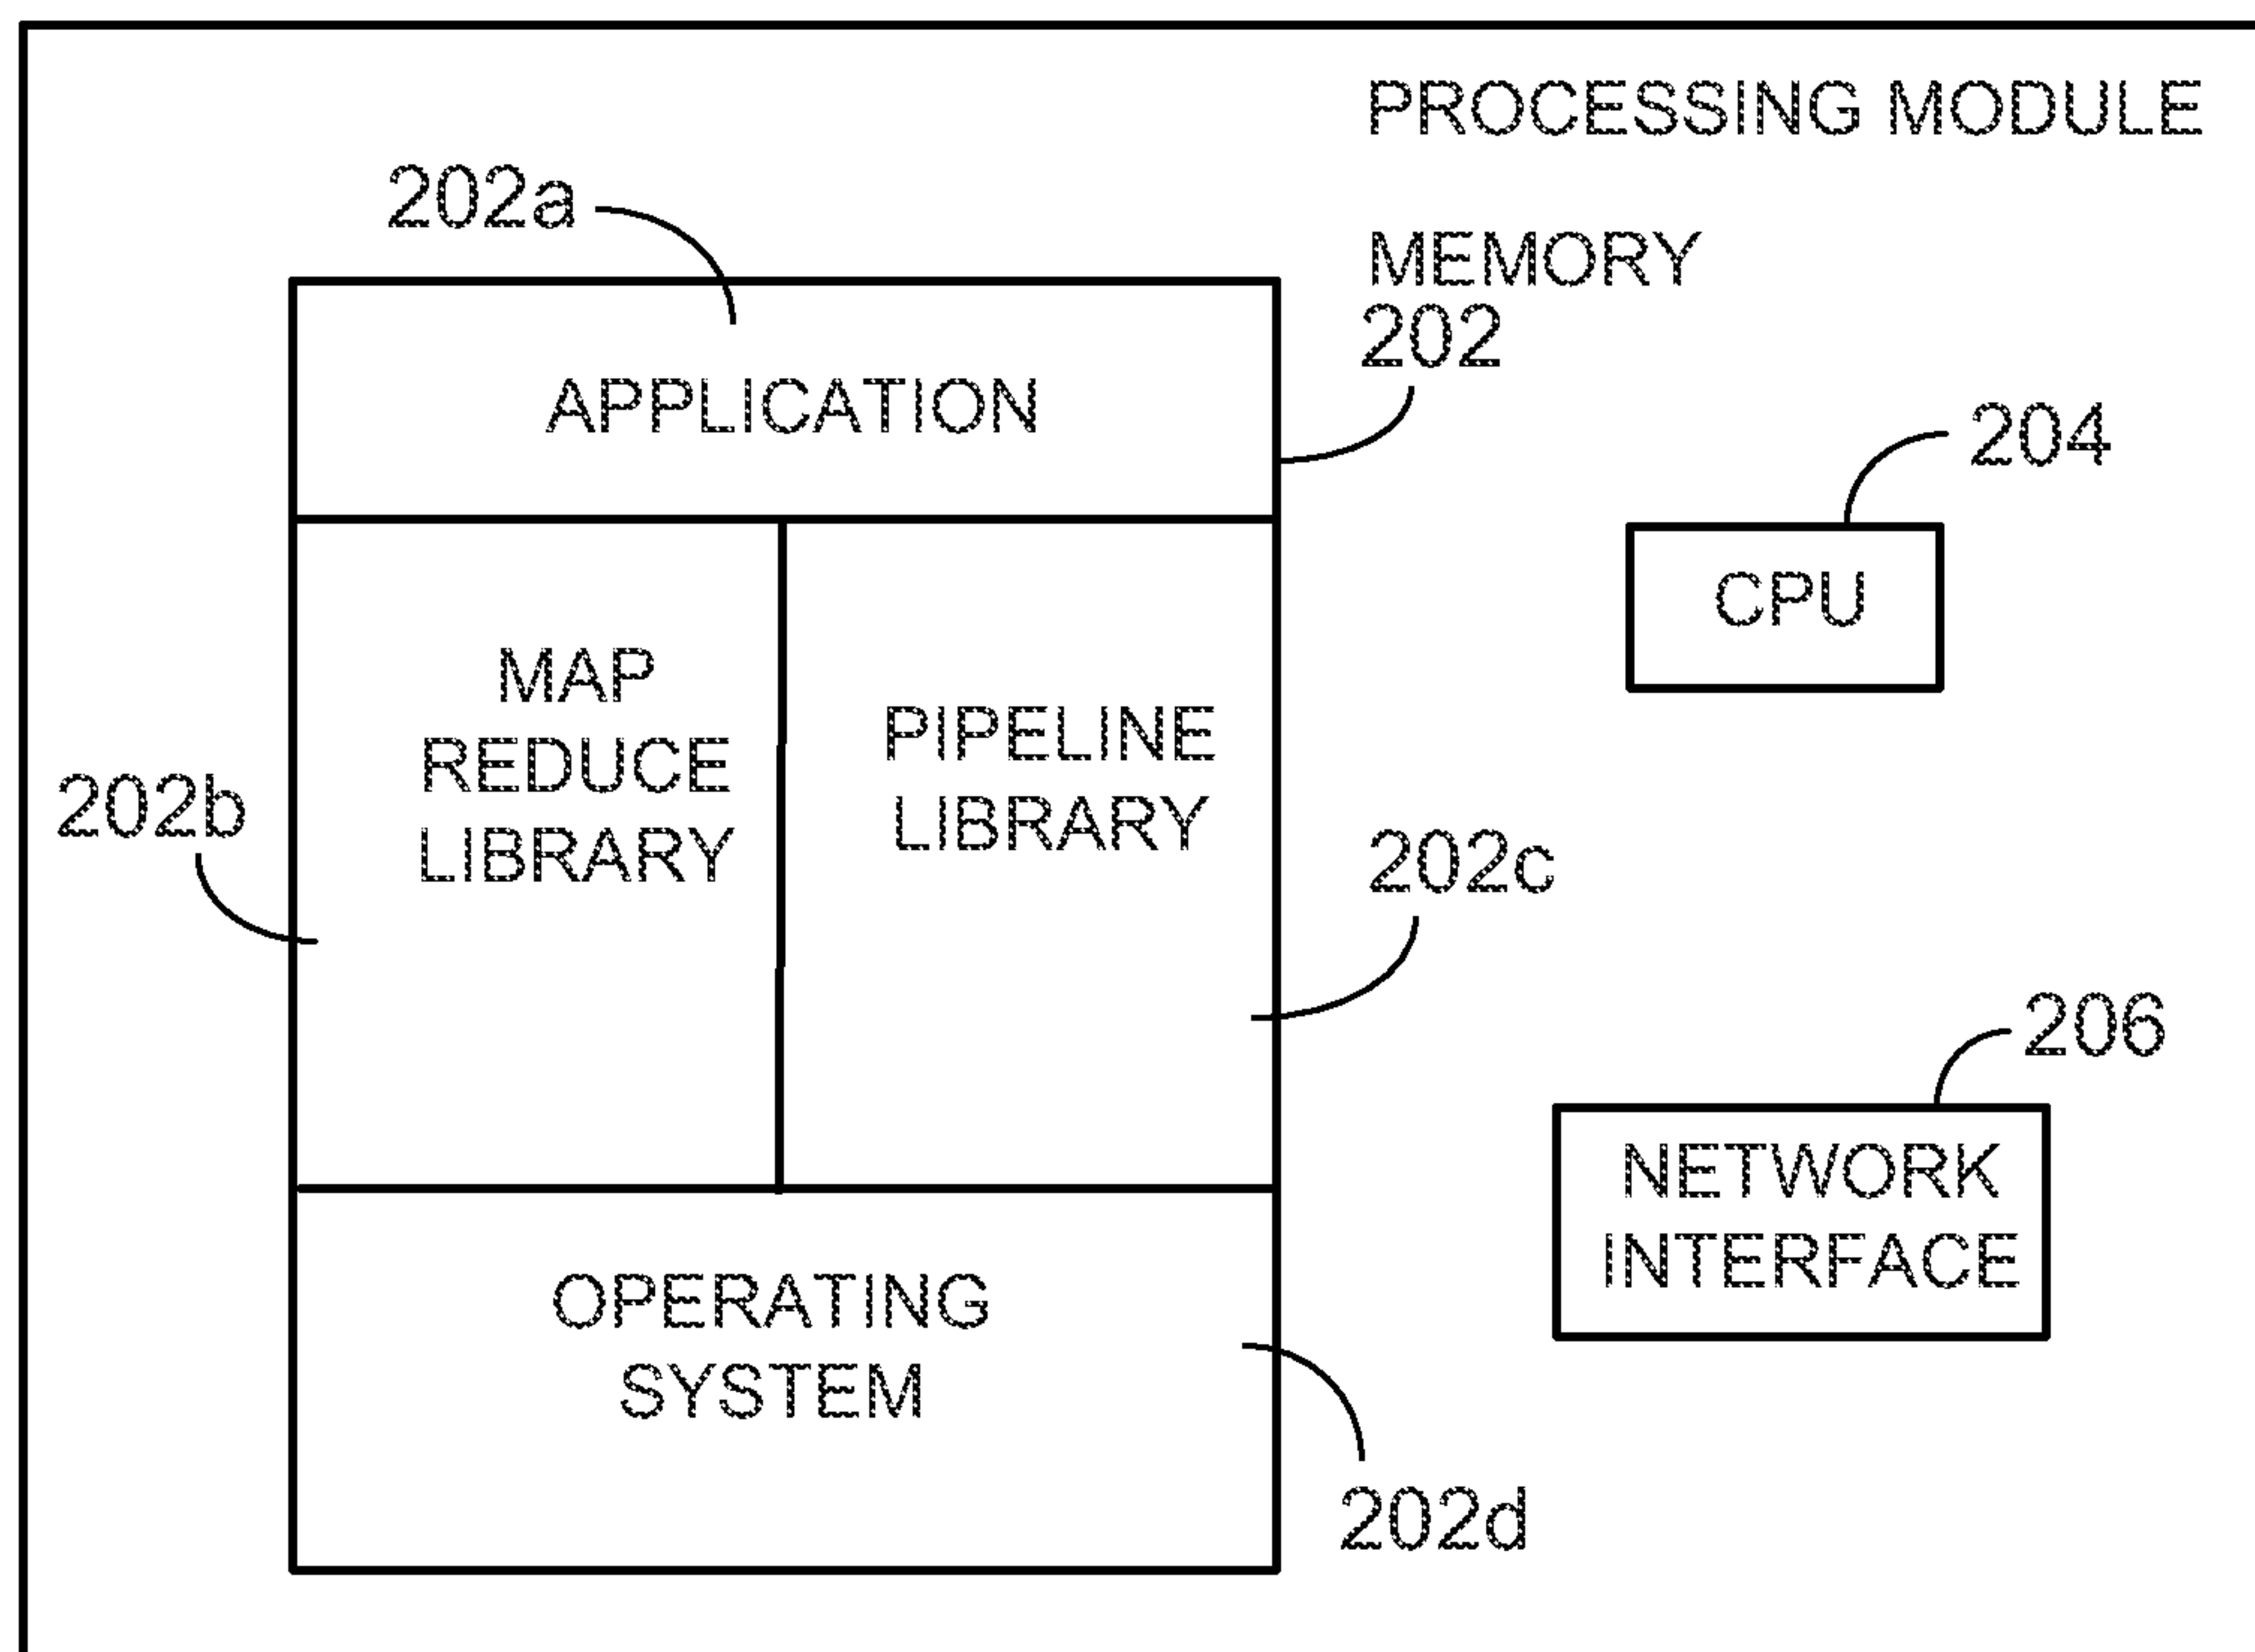 PROCESSING MODULE
202a
MEMORY
202
APPLICATION
204
CPU
MAP
REDUCE
LIBRARY
PIPELINE
LIBRARY
202b
202c
206
NETWORK
INTERFACE
OPERATING
SYSTEM
202d